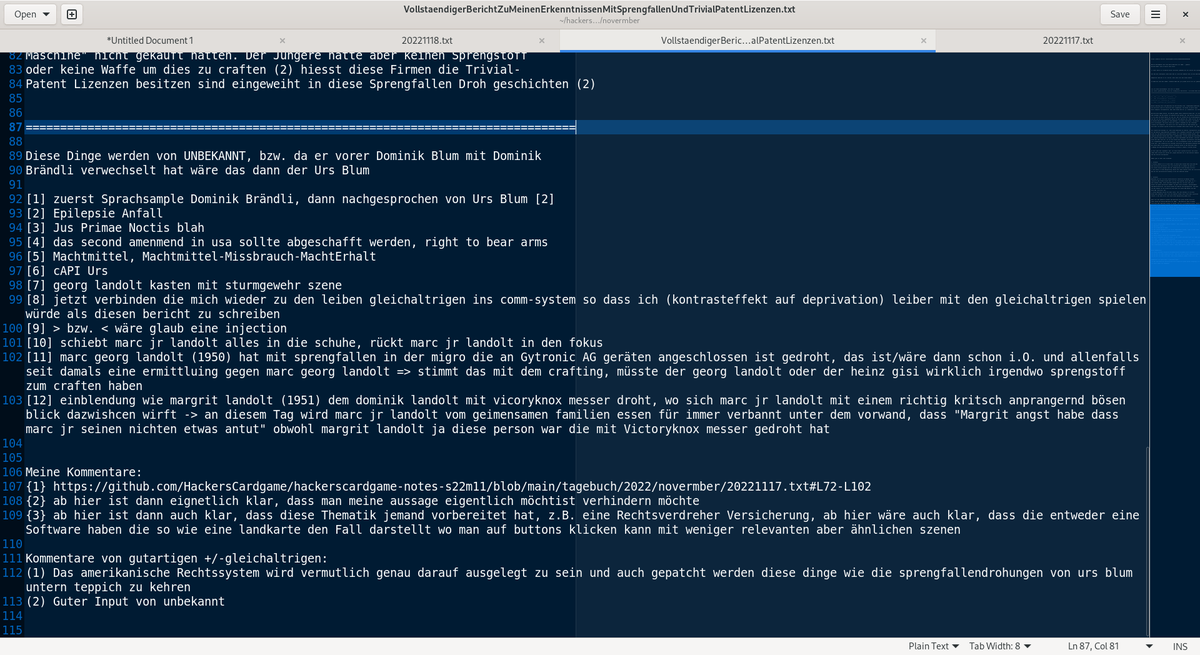 Open
VollstaendigerBerichtZuMeinenErkenntnissenMitSprengfallenUndTrivialPatentLizenzen.txt
~/hackers…/novermber
Save
*Untitled Document 1
20221118.txt
VollstaendigerBeric…alPatentLizenzen.txt
20221117.txt
82 Maschine" nicht gekauft hätten. Der Jüngere hatte aber keinen Sprengstoff
83 oder keine Waffe um dies zu craften (2) hiesst diese Firmen die Trivial-
84 Patent Lizenzen besitzen sind eingeweiht in diese Sprengfallen Droh geschichten (2)
85
86
87 ================================================================================
88
89 Diese Dinge werden von UNBEKANNT, bzw. da er vorer Dominik Blum mit Dominik
90 Brändli verwechselt hat wäre das dann der Urs Blum
91
92 [1] zuerst Sprachsample Dominik Brändli, dann nachgesprochen von Urs Blum [2]
93 [2] Epilepsie Anfall
94 [3] Jus Primae Noctis blah
95 [4] das second amenmend in usa sollte abgeschafft werden, right to bear arms
96 [5] Machtmittel, Machtmittel-Missbrauch-MachtErhalt
97 [6] cAPI Urs
98 [7] georg landolt kasten mit sturmgewehr szene
99 [8] jetzt verbinden die mich wieder zu den leiben gleichaltrigen ins comm-system so dass ich (kontrasteffekt auf deprivation) leiber mit den gleichaltrigen spielen
würde als diesen bericht zu schreiben
100 [9] > bzw. < wäre glaub eine injection
101 [10] schiebt marc jr landolt alles in die schuhe, rückt marc jr landolt in den fokus
102 [11] marc georg landolt (1950) hat mit sprengfallen in der migro die an Gytronic AG geräten angeschlossen ist gedroht, das ist/wäre dann schon i.O. und allenfalls
seit damals eine ermittluing gegen marc georg landolt => stimmt das mit dem crafting, müsste der georg landolt oder der heinz gisi wirklich irgendwo sprengstoff
zum craften haben
103 [12] einblendung wie margrit landolt (1951) dem dominik landolt mit vicoryknox messer droht, wo sich marc jr landolt mit einem richtig kritsch anprangernd bösen
blick dazwishcen wirft -> an diesem Tag wird marc jr landolt vom geimensamen familien essen für immer verbannt unter dem vorwand, dass "Margrit angst habe dass
marc jr seinen nichten etwas antut" obwohl margrit landolt ja diese person war die mit Victoryknox messer gedroht hat
104
105
106 Meine Kommentare:
107 {1} https://github.com/HackersCardgame/hackerscardgame-notes-s22m11/blob/main/tagebuch/2022/novermber/20221117.txt#L72-L102
108 {2} ab hier ist dann eignetlich klar, dass man meine aussage eigentlich möchtist verhindern möchte
109 {3} ab hier ist dann auch klar, dass diese Thematik jemand vorbereitet hat, z.B. eine Rechtsverdreher Versicherung, ab hier wäre auch klar, dass die entweder eine
Software haben die so wie eine landkarte den Fall darstellt wo man auf buttons klicken kann mit weniger relevanten aber ähnlichen szenen
110
111 Kommentare von gutartigen +/-gleichaltrigen:
112 (1) Das amerikanische Rechtssystem wird vermutlich genau darauf ausgelegt zu sein und auch gepatcht werden diese dinge wie die sprengfallendrohungen von urs blum
untern teppich zu kehren
113 (2) Guter Input von unbekannt
114
115
Plain Text
Tab Width: 8
Ln 87, Col 81
INS